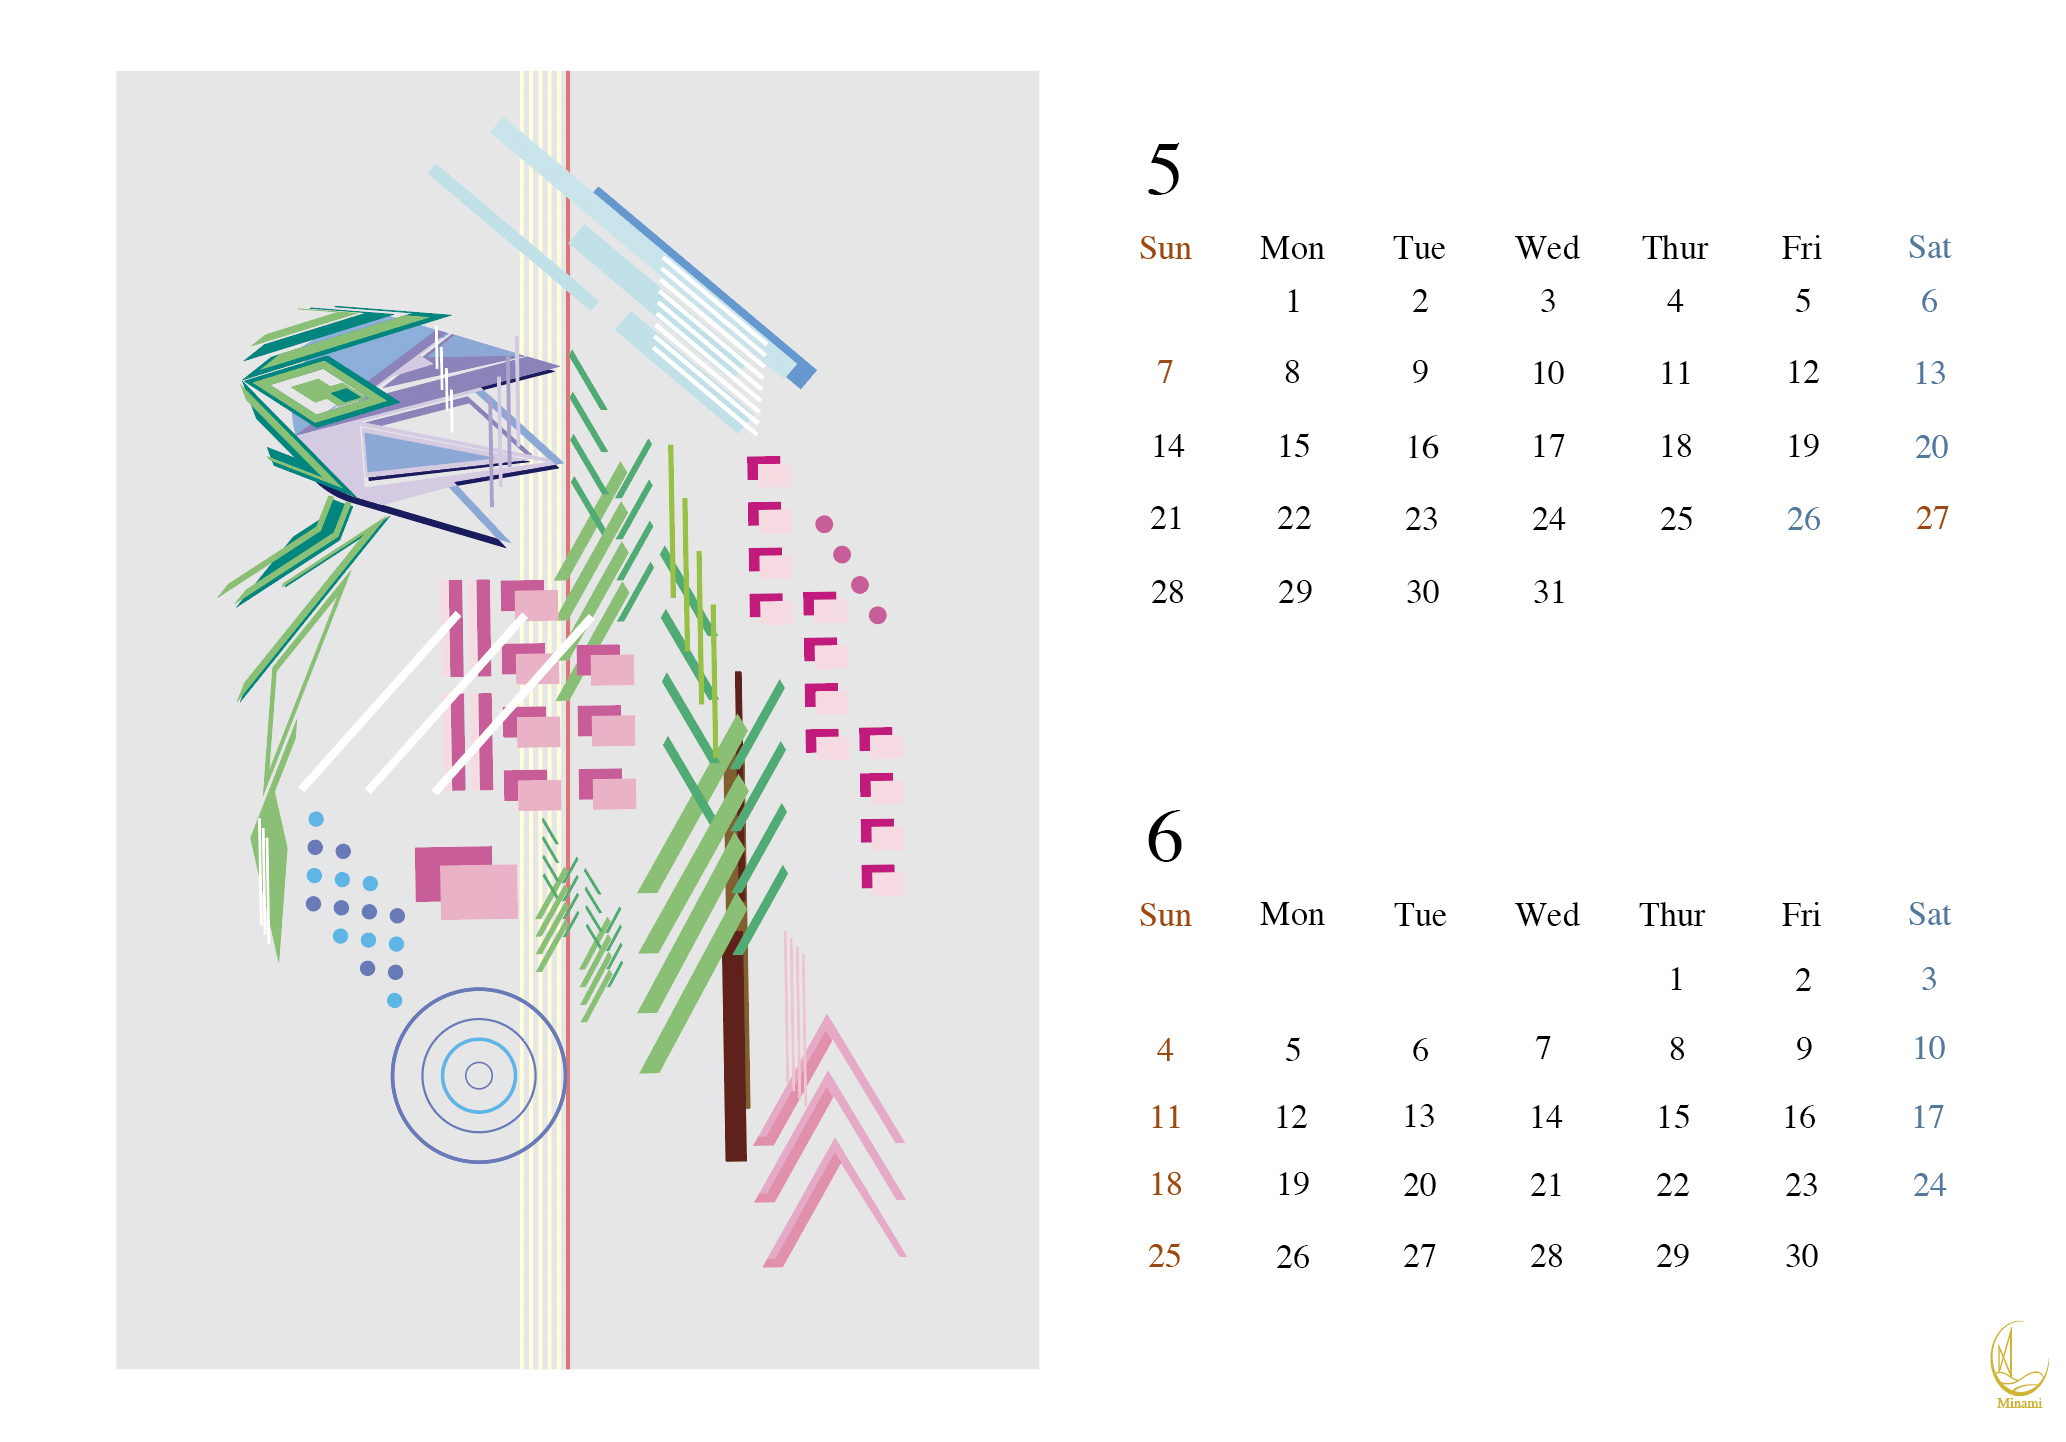 5
Sun Mon Tue Wed Thur Fri Sat
1 2 3 4 5 6
7 8 9 10 11 12 13
14 15 16 17 18 19 20
21 22 23 24 25 26 27
28 29 30 31
6
Sun Mon Tue Wed Thur Fri Sat
1 2 3
4 5 6 7 8 9 10
11 12 13 14 15 16 17
18 19 20 21 22 23 24
25 26 27 28 29 30
Minami